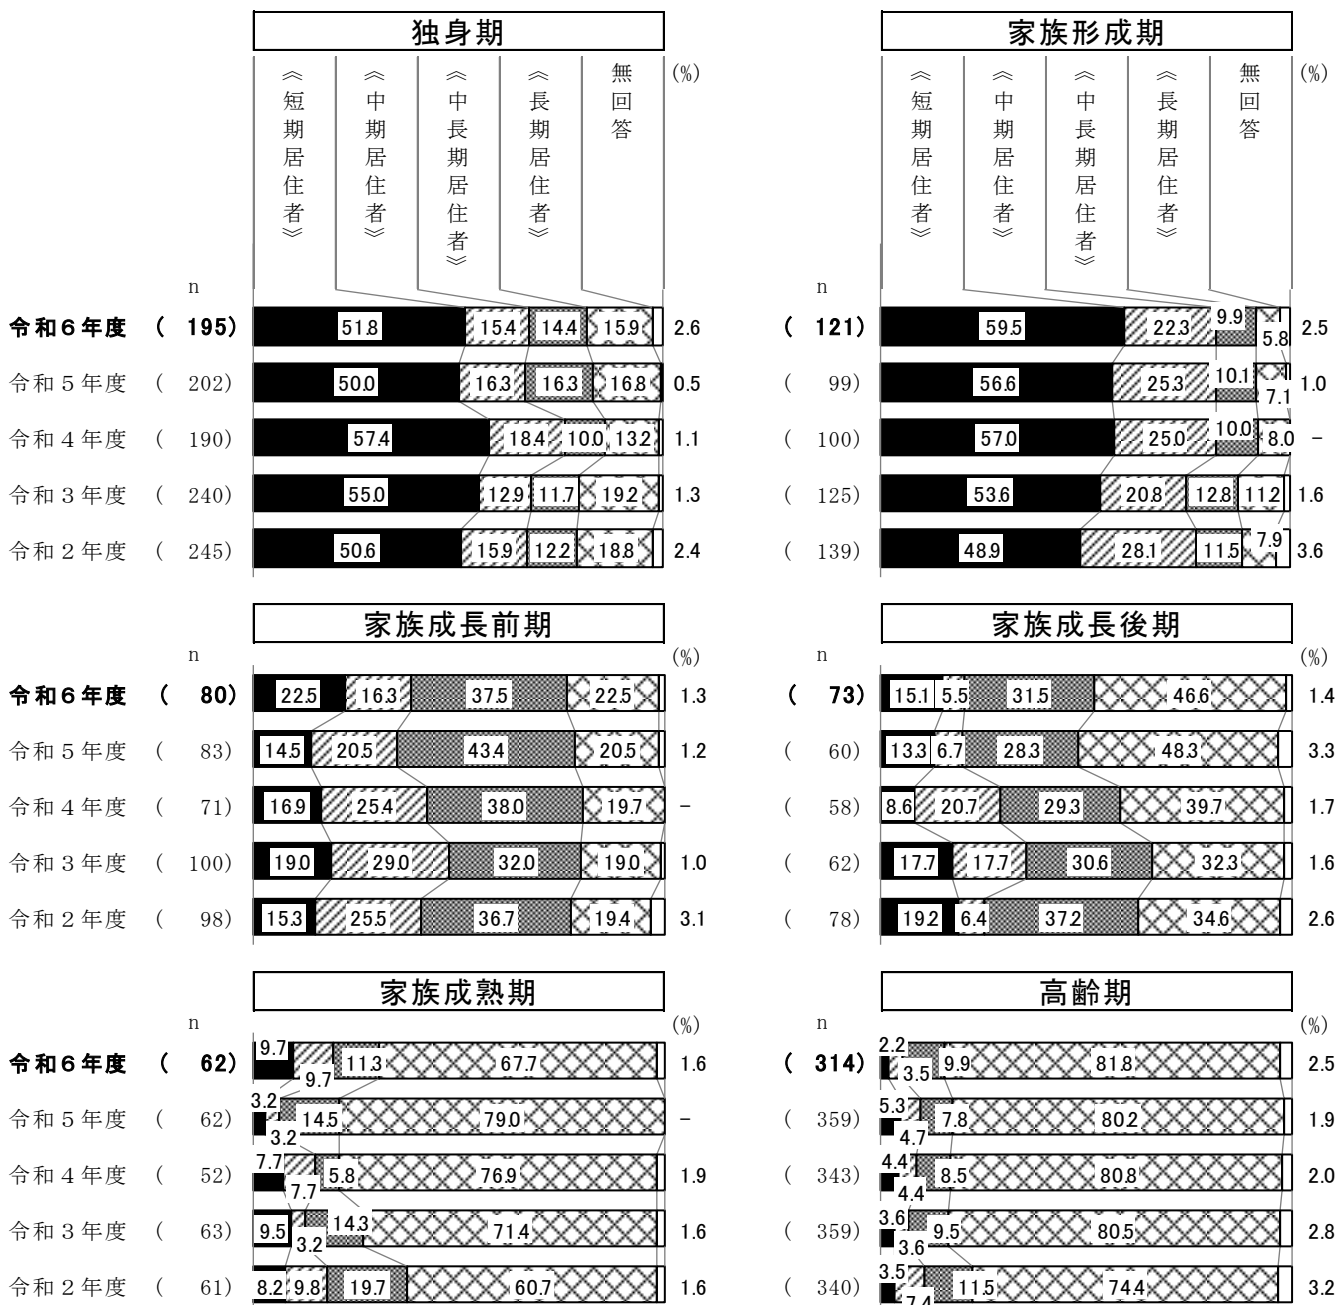 独身期 家族形成期
《短期居住者》 《中期居住者》 《中長期居住者》 《長期居住者》 無回答 (%) 《短期居住者》 《中期居住者》 《中長期居住者》 《長期居住者》 無回答 (%)
n n
令和6年度 ( 195) 51.8 15.4 14.4 15.9 2.6 ( 121) 59.5 22.3 9.9 5.8 2.5
令和5年度 ( 202) 50.0 16.3 16.3 16.8 0.5 ( 99) 56.6 25.3 10.1 7.1 1.0
令和4年度 ( 190) 57.4 18.4 10.0 13.2 1.1 ( 100) 57.0 25.0 10.0 8.0 -
令和3年度 ( 240) 55.0 12.9 11.7 19.2 1.3 ( 125) 53.6 20.8 12.8 11.2 1.6
令和2年度 ( 245) 50.6 15.9 12.2 18.8 2.4 ( 139) 48.9 28.1 11.5 7.9 3.6
家族成長前期 家族成長後期
n (%) n (%)
令和6年度 ( 80) 22.5 16.3 37.5 22.5 1.3 ( 73) 15.1 5.5 31.5 46.6 1.4
令和5年度 ( 83) 14.5 20.5 43.4 20.5 1.2 ( 60) 13.3 6.7 28.3 48.3 3.3
令和4年度 ( 71) 16.9 25.4 38.0 19.7 - ( 58) 8.6 20.7 29.3 39.7 1.7
令和3年度 ( 100) 19.0 29.0 32.0 19.0 1.0 ( 62) 17.7 17.7 30.6 32.3 1.6
令和2年度 ( 98) 15.3 25.5 36.7 19.4 3.1 ( 78) 19.2 6.4 37.2 34.6 2.6
家族成熟期 高齢期
n (%) n (%)
令和6年度 ( 62) 9.7 9.7 11.3 67.7 1.6 ( 314) 2.2 3.5 9.9 81.8 2.5
令和5年度 ( 62) 3.2 3.2 14.5 79.0 - ( 359) 5.3 4.7 7.8 80.2 1.9
令和4年度 ( 52) 7.7 7.7 5.8 76.9 1.9 ( 343) 4.4 4.4 8.5 80.8 2.0
令和3年度 ( 63) 9.5 3.2 14.3 71.4 1.6 ( 359) 3.6 3.6 9.5 80.5 2.8
令和2年度 ( 61) 8.2 9.8 19.7 60.7 1.6 ( 340) 3.5 7.4 11.5 74.4 3.2